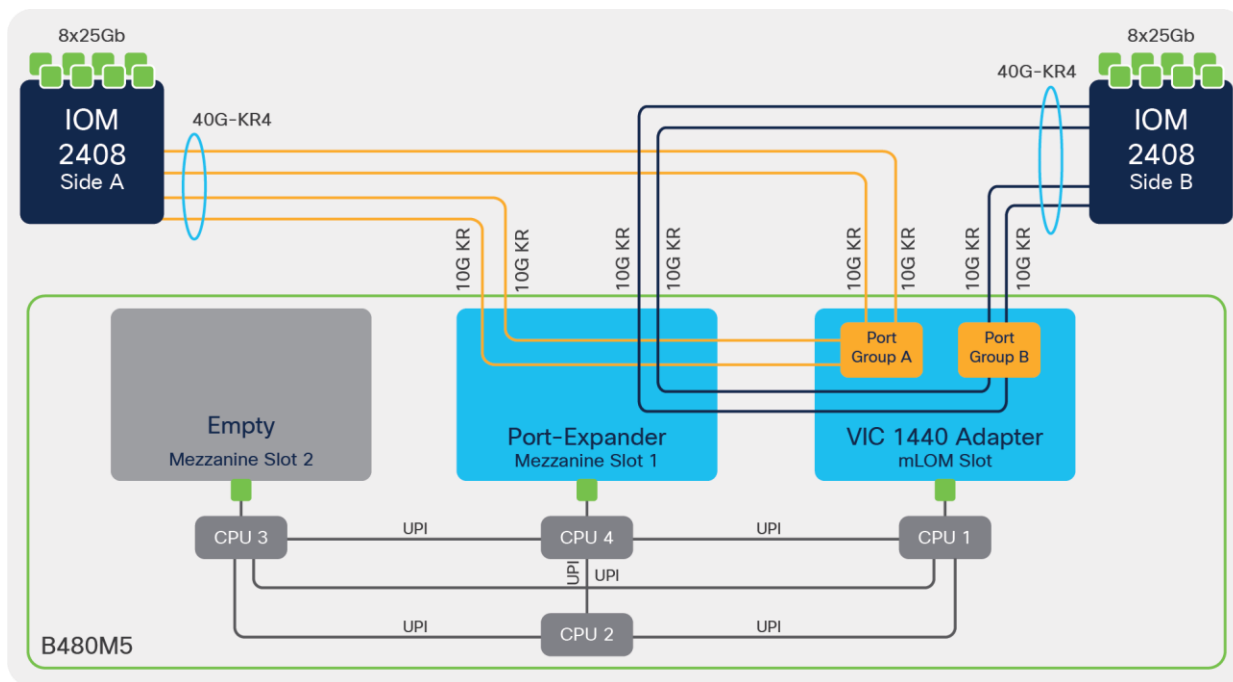 8x25Gb
IOM
2408
Side A
40G-KR4
8x25Gb
40G-KR4
IOM
2408
Side B
10G KR
10G KR
10G KR
10G KR
10G KR
10G KR
10G KR
10G KR
Port
Group A
Port
Group B
Empty
Mezzanine Slot 2
Port-Expander
Mezzanine Slot 1
VIC 1440 Adapter
mLOM Slot
CPU 3
UPI
CPU 4
UPI
CPU 1
UPI
UPI
UPI
CPU 2
UPI
B480M5